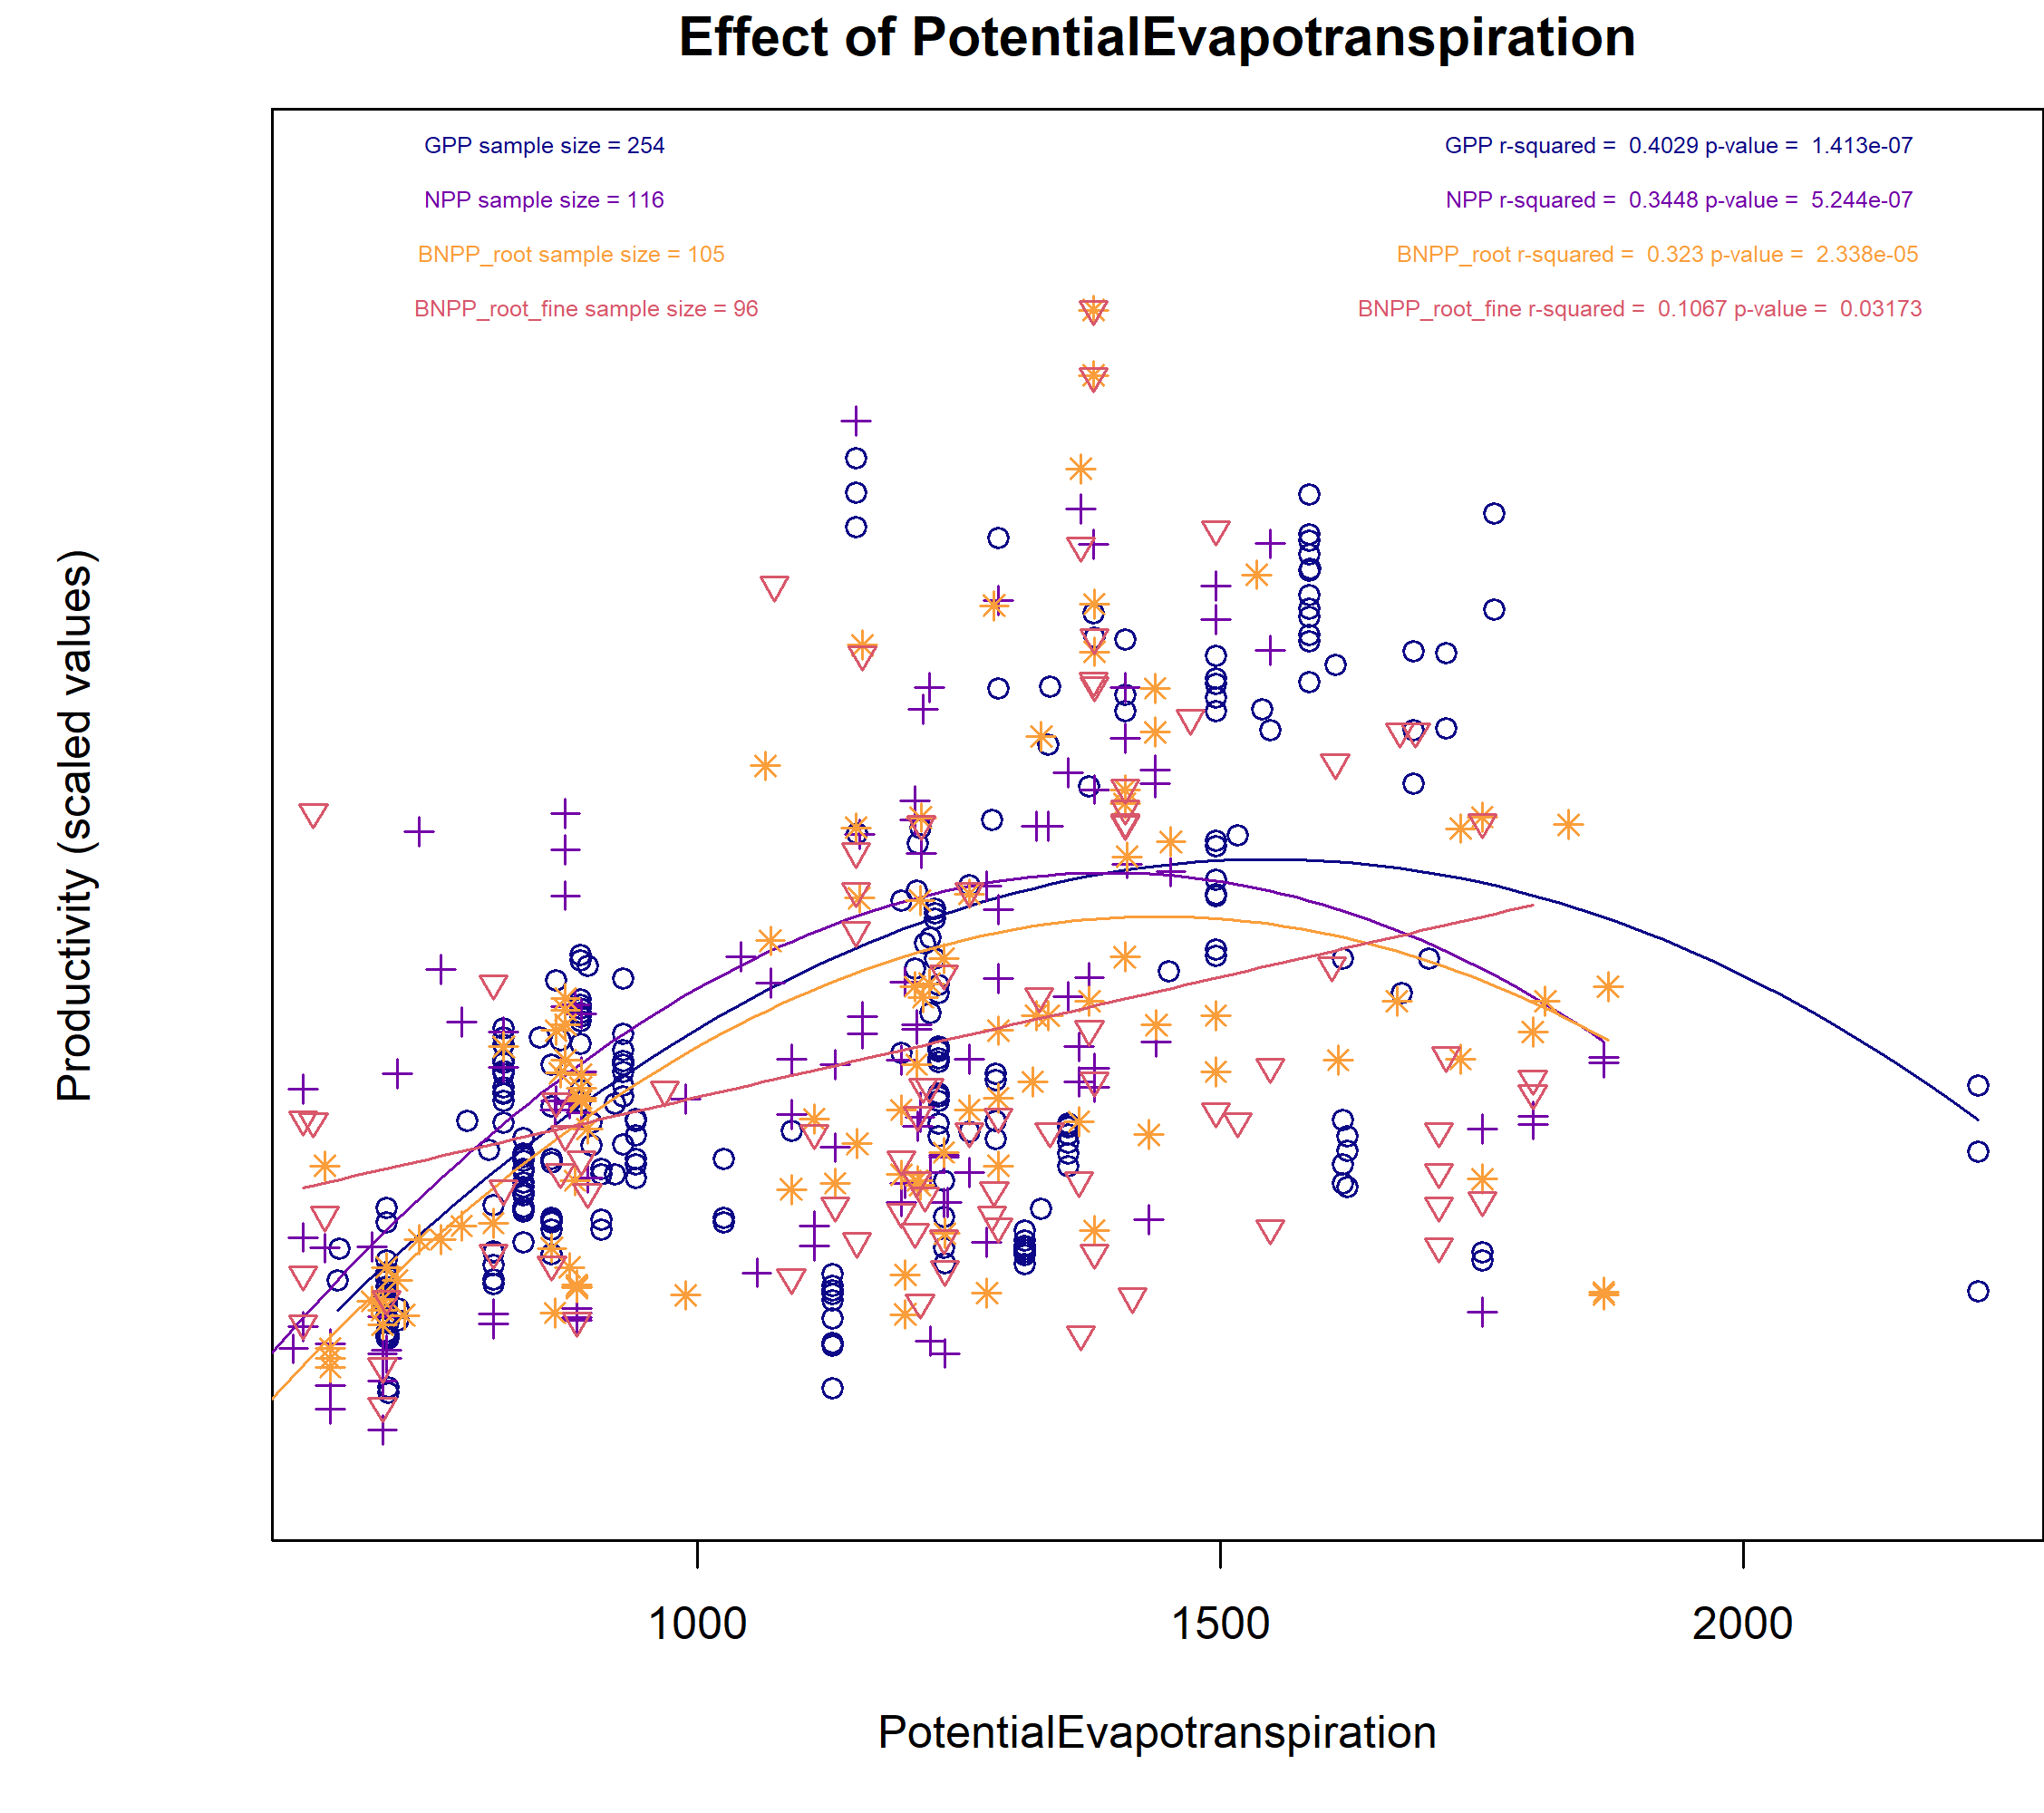 Effect of PotentialEvapotranspiration
GPP sample size = 254
GPP r-squared =  0.4029 p-value =  1.413e-07
NPP sample size = 116
NPP r-squared =  0.3448 p-value =  5.244e-07
BNPP_root sample size = 105
BNPP_root r-squared =  0.323 p-value =  2.338e-05
BNPP_root_fine sample size = 96
BNPP_root_fine r-squared =  0.1067 p-value =  0.03173
Productivity (scaled values)
1000
1500
2000
PotentialEvapotranspiration